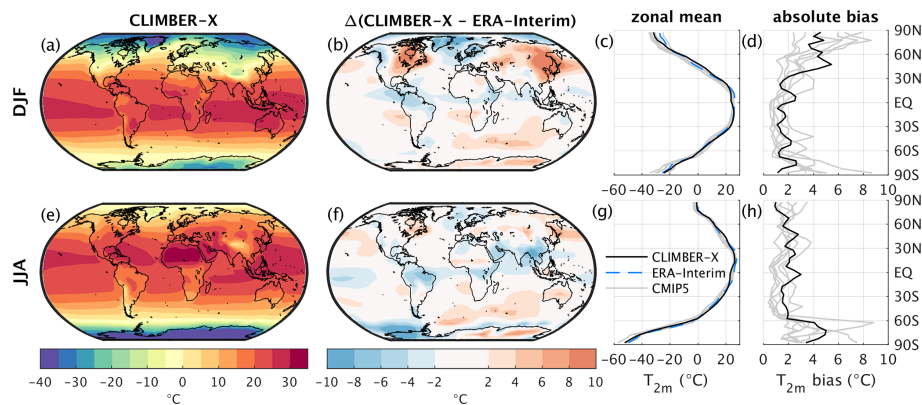 CLIMBER-X Δ(CLIMBER-X - ERA-Interim) zonal mean absolute bias
DJF
(a) (b) (c) (d)
90N
60N
30N
EQ
30S
60S
90S
-60 -40 -20 0 20 0 2 4 6 8 10
JJA
(e) (f) (g) (h)
90N
60N
30N
EQ
30S
60S
90S
CLIMBER-X
ERA-Interim
CMIP5
-60 -40 -20 0 20 0 2 4 6 8 10
T2m (°C) T2m bias (°C)
-40 -30 -20 -10 0 10 20 30
°C
-10 -8 -6 -4 -2 2 4 6 8 10
°C